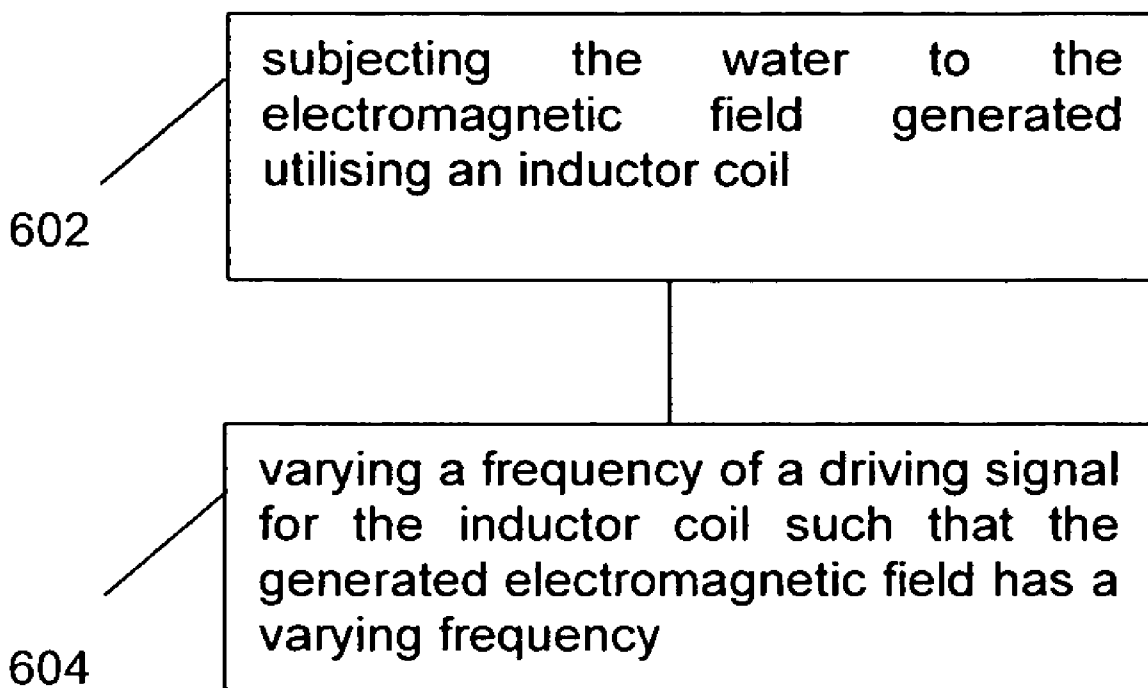 subjecting the water to the
electromagnetic field generated
utilising an inductor coil
602
varying a frequency of a driving signal
for the inductor coil such that the
generated electromagnetic field has a
varying frequency
604